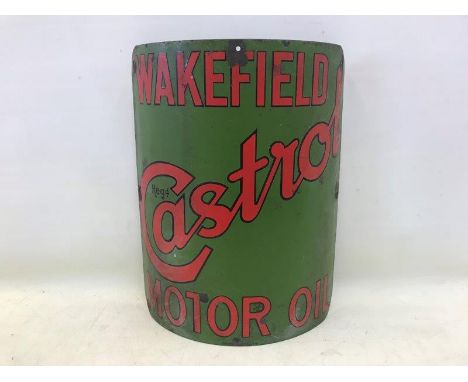 WAKEFIELD
Regd
Castrol
MOTOR OIL